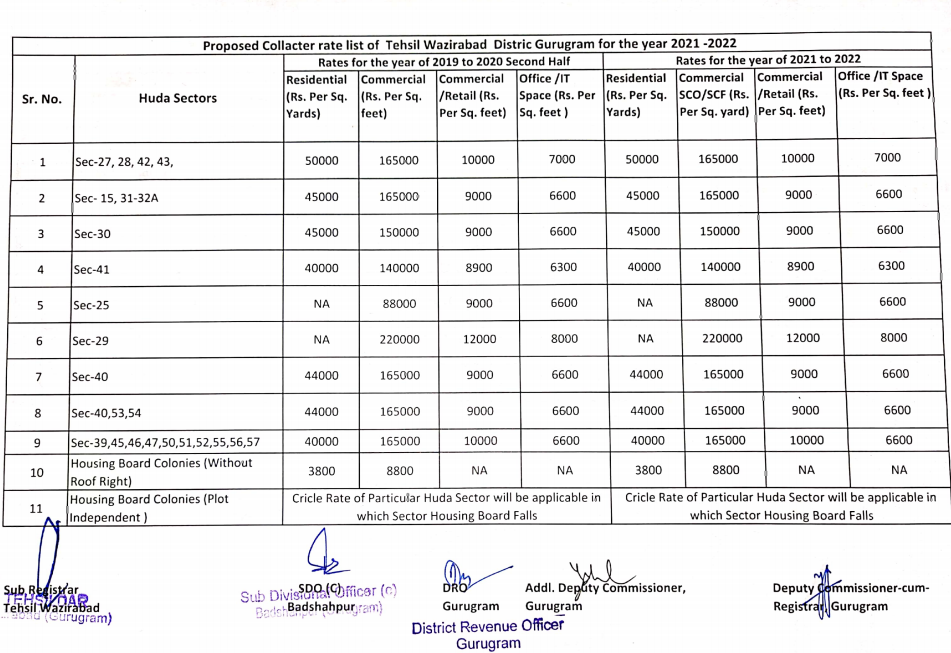 Proposed Collacter rate list of Tehsil Wazirabad Distric Gurugram for the year 2021 -2022
Sr. No. Huda Sectors Rates for the year of 2019 to 2020 Second Half Rates for the year of 2021 to 2022
Residential (Rs. Per Sq. Yards) Commercial (Rs. Per Sq. feet) Commercial /Retail (Rs. Per Sq. feet) Office /IT Space (Rs. Per Sq. feet ) Residential (Rs. Per Sq. Yards) Commercial SCO/SCF (Rs. Per Sq. yard) Commercial /Retail (Rs. Per Sq. feet) Office /IT Space (Rs. Per Sq. feet )
1 Sec-27, 28, 42, 43, 50000 165000 10000 7000 50000 165000 10000 7000
2 Sec- 15, 31-32A 45000 165000 9000 6600 45000 165000 9000 6600
3 Sec-30 45000 150000 9000 6600 45000 150000 9000 6600
4 Sec-41 40000 140000 8900 6300 40000 140000 8900 6300
5 Sec-25 NA 88000 9000 6600 NA 88000 9000 6600
6 Sec-29 NA 220000 12000 8000 NA 220000 12000 8000
7 Sec-40 44000 165000 9000 6600 44000 165000 9000 6600
8 Sec-40,53,54 44000 165000 9000 6600 44000 165000 9000 6600
9 Sec-39,45,46,47,50,51,52,55,56,57 40000 165000 10000 6600 40000 165000 10000 6600
10 Housing Board Colonies (Without Roof Right) 3800 8800 NA NA 3800 8800 NA NA
11 Housing Board Colonies (Plot Independent ) Cricle Rate of Particular Huda Sector will be applicable in which Sector Housing Board Falls Cricle Rate of Particular Huda Sector will be applicable in which Sector Housing Board Falls
Sub Registrar
TEHSILDAR
Tehsil Wazirabad
(Gurugram)
SDO (C)
Sub Divisional Officer (c)
Badshahpur
DRO
Gurugram
District Revenue Officer
Gurugram
Addl. Deputy Commissioner,
Gurugram
Deputy Commissioner-cum-
Registrar Gurugram